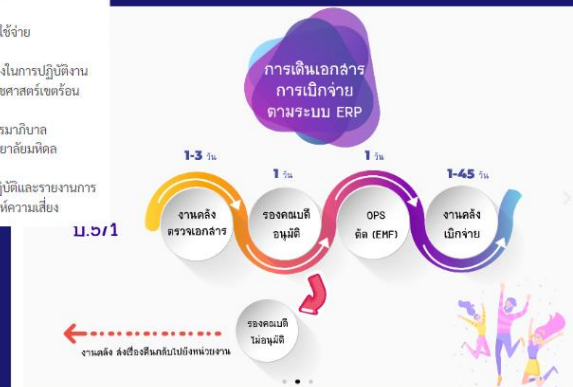 ใช้จ่าย
งในการปฏิบัติงาน
ชศาสตร์เขตร้อน
รมาภิบาล
ยาลัยมหิดล
ฏิบัติและรายงานการ
ห์ความเสี่ยง
การเดินเอกสาร
การเบิกจ่าย
ตามระบบ ERP
1-3 วัน
1 วัน
1 วัน
1-45 วัน
งานคลัง
ตรวจเอกสาร
รองคณบดี
อนุมัติ
OPS
ตัด (EMF)
งานคลัง
เบิกจ่าย
รองคณบดี
ไม่อนุมัติ
งานคลัง ส่งเรื่องคืนกลับไปยังหน่วยงาน